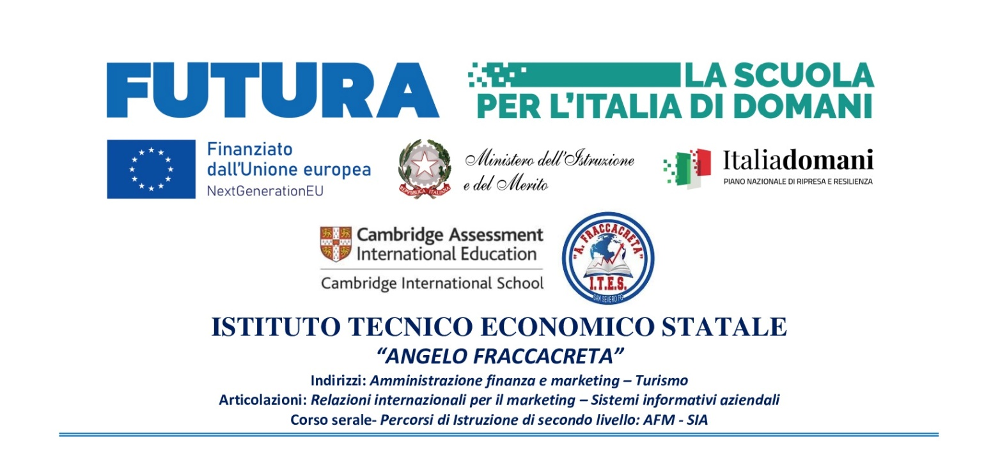 FUTURA
LA SCUOLA
PER L'ITALIA DI DOMANI
Finanziato
dall'Unione europea
NextGenerationEU
REPVBBLICA ITALIANA
Ministero dell'Istruzione
e del Merito
Italiadomani
PIANO NAZIONALE DI RIPRESA E RESILIENZA
Cambridge Assessment
International Education
Cambridge International School
"A. FRACCACRETA"
I.T.E.S.
SAN SEVERO FG
ISTITUTO TECNICO ECONOMICO STATALE
“ANGELO FRACCACRETA”
Indirizzi: Amministrazione finanza e marketing – Turismo
Articolazioni: Relazioni internazionali per il marketing – Sistemi informativi aziendali
Corso serale- Percorsi di Istruzione di secondo livello: AFM - SIA